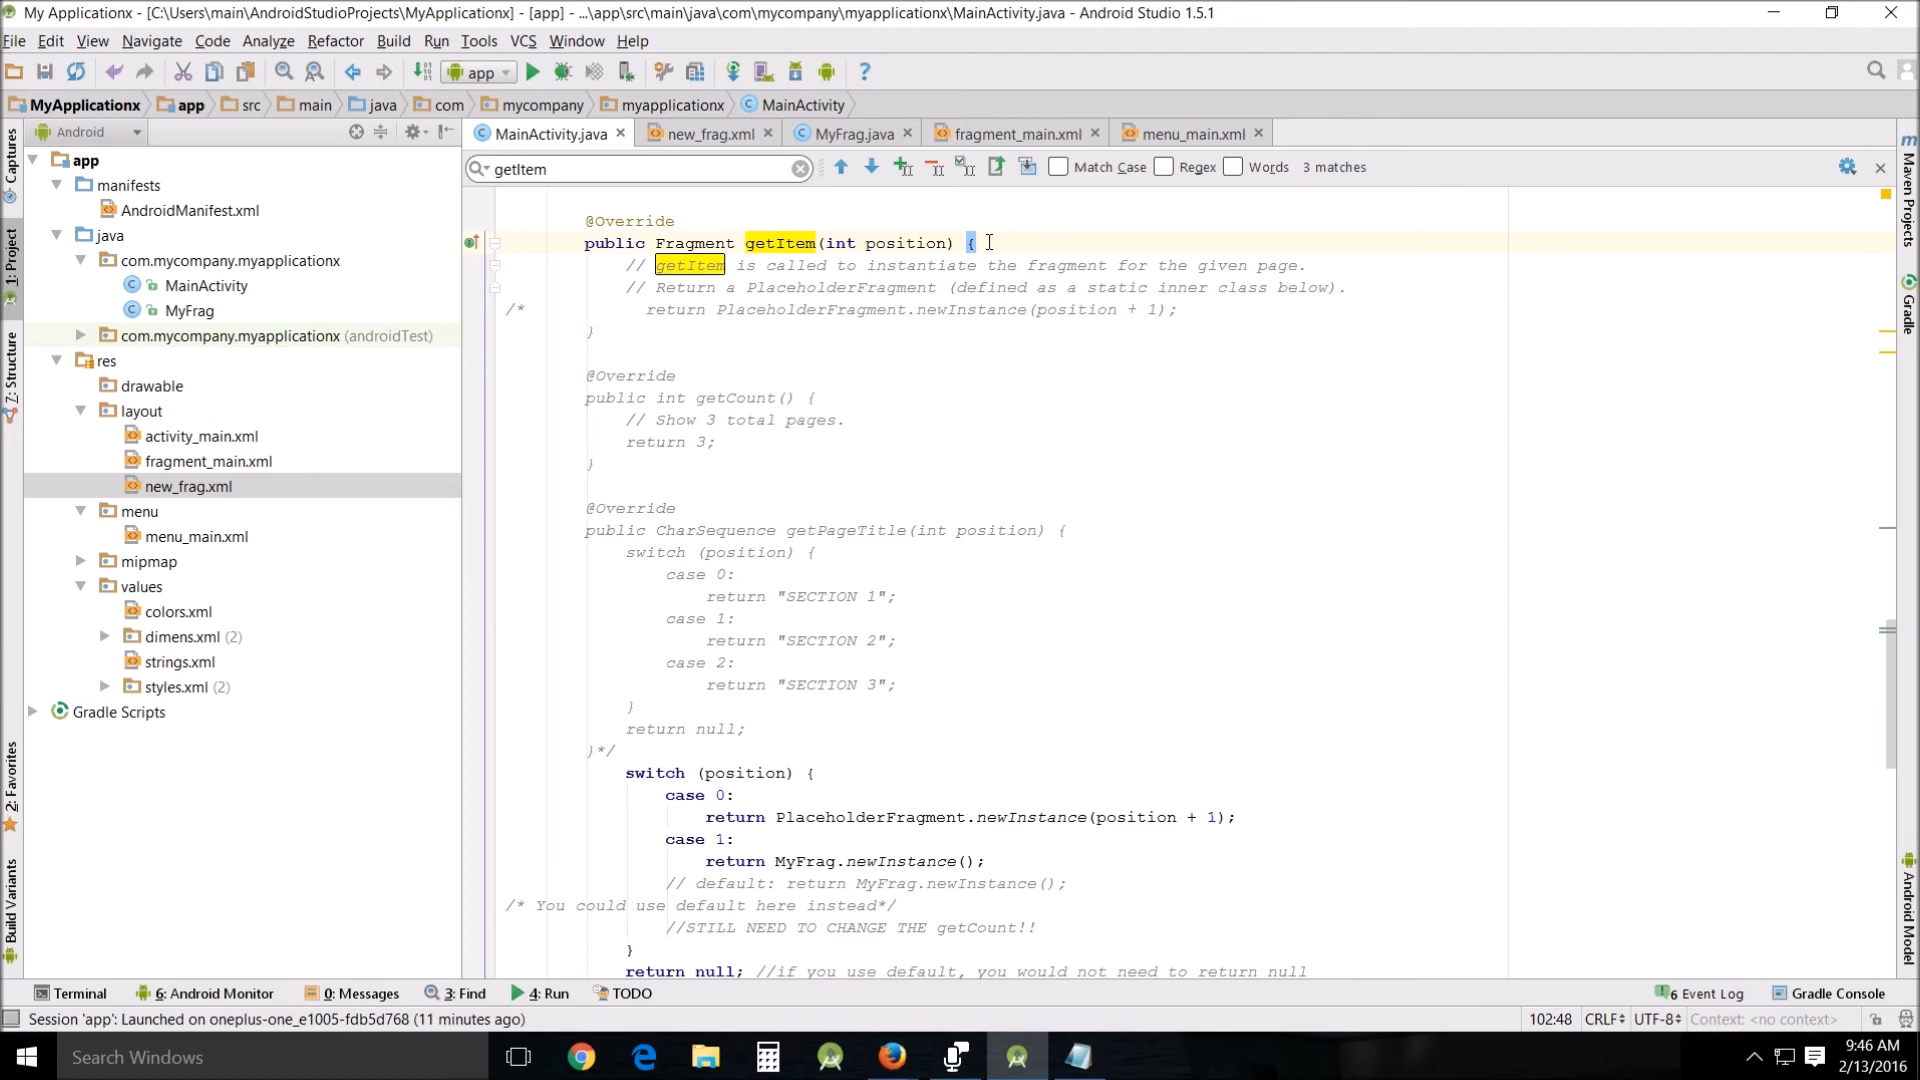 MyApplicationx - [C:\Users\main\AndroidStudioProjects\MyApplicationx] - [app] - ...\app\src\main\java\com\mycompany\myapplicationx\MainActivity.java - Android Studio 1.5.1
File Edit View Navigate Code Analyze Refactor Build Run Tools VCS Window Help
app
MyApplicationx app src main java com mycompany myapplicationx MainActivity
Android
MainActivity.java new_frag.xml MyFrag.java fragment_main.xml menu_main.xml
getItem Match Case Regex Words 3 matches
Captures
1: Project
7: Structure
2: Favorites
Build Variants
app
manifests
AndroidManifest.xml
java
com.mycompany.myapplicationx
MainActivity
MyFrag
com.mycompany.myapplicationx (androidTest)
res
drawable
layout
activity_main.xml
fragment_main.xml
new_frag.xml
menu
menu_main.xml
mipmap
values
colors.xml
dimens.xml (2)
strings.xml
styles.xml (2)
Gradle Scripts
@Override
public Fragment getItem(int position) {
// getItem is called to instantiate the fragment for the given page.
// Return a PlaceholderFragment (defined as a static inner class below).
/* return PlaceholderFragment.newInstance(position + 1);
}
@Override
public int getCount() {
// Show 3 total pages.
return 3;
}
@Override
public CharSequence getPageTitle(int position) {
switch (position) {
case 0:
return "SECTION 1";
case 1:
return "SECTION 2";
case 2:
return "SECTION 3";
}
return null;
}*/
switch (position) {
case 0:
return PlaceholderFragment.newInstance(position + 1);
case 1:
return MyFrag.newInstance();
// default: return MyFrag.newInstance();
/* You could use default here instead*/
//STILL NEED TO CHANGE THE getCount!!
}
return null; //if you use default, you would not need to return null
Maven Projects
Gradle
Android Model
Terminal 6: Android Monitor 0: Messages 3: Find 4: Run TODO 6 Event Log Gradle Console
Session 'app': Launched on oneplus-one_e1005-fdb5d768 (11 minutes ago) 102:48 CRLF UTF-8 Context: <no context>
Search Windows
9:46 AM
2/13/2016